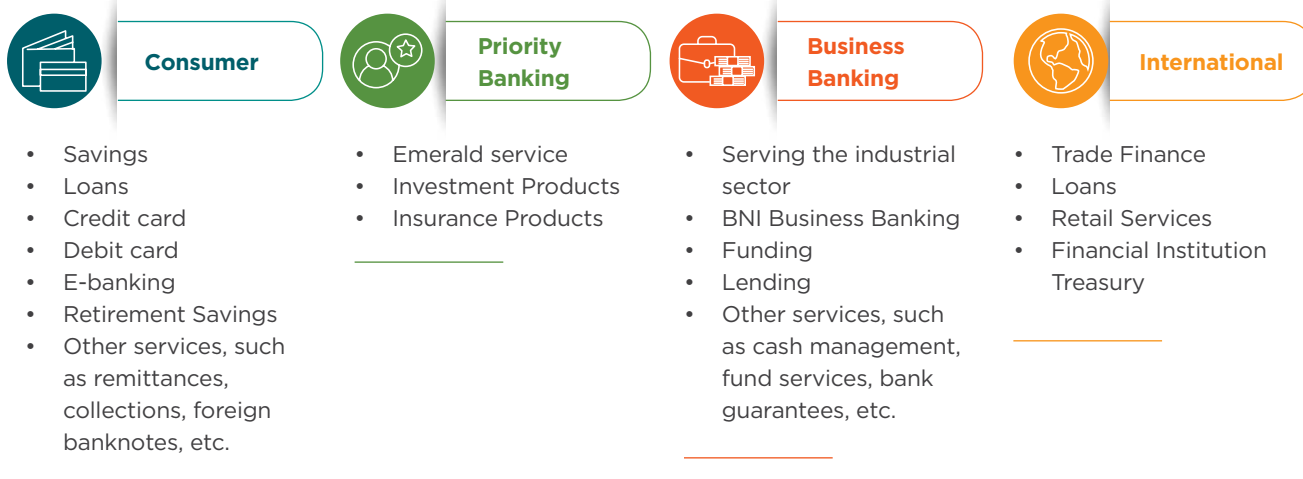 Consumer
• Savings
• Loans
• Credit card
• Debit card
• E-banking
• Retirement Savings
• Other services, such
as remittances,
collections, foreign
banknotes, etc.
Priority
Banking
• Emerald service
• Investment Products
• Insurance Products
Business
Banking
• Serving the industrial
sector
• BNI Business Banking
• Funding
• Lending
• Other services, such
as cash management,
fund services, bank
guarantees, etc.
International
• Trade Finance
• Loans
• Retail Services
• Financial Institution
Treasury